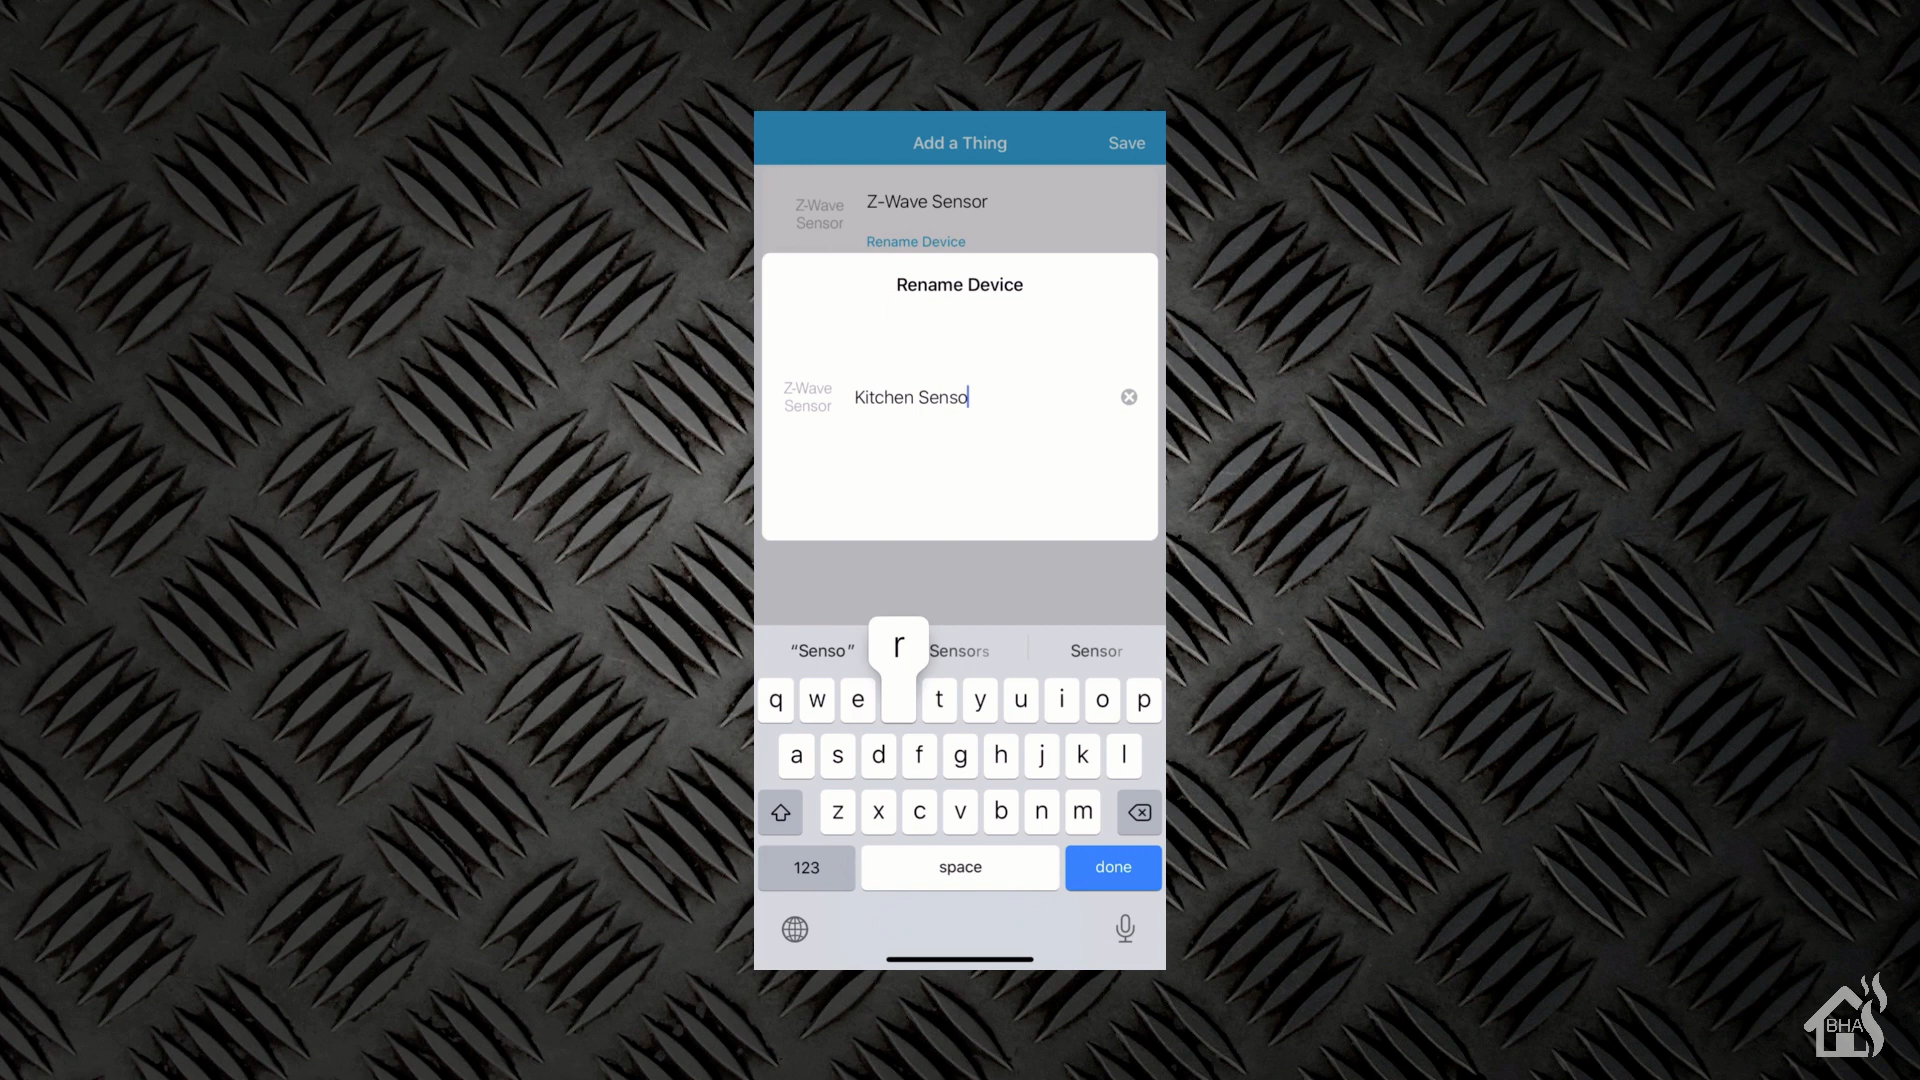 Add a Thing
Save
Z-Wave
Sensor
Z-Wave Sensor
Rename Device
Rename Device
Z-Wave
Sensor
Kitchen Senso
“Senso”
r
Sensors
Sensor
q w e t y u i o p
a s d f g h j k l
z x c v b n m
123
space
done
BHA